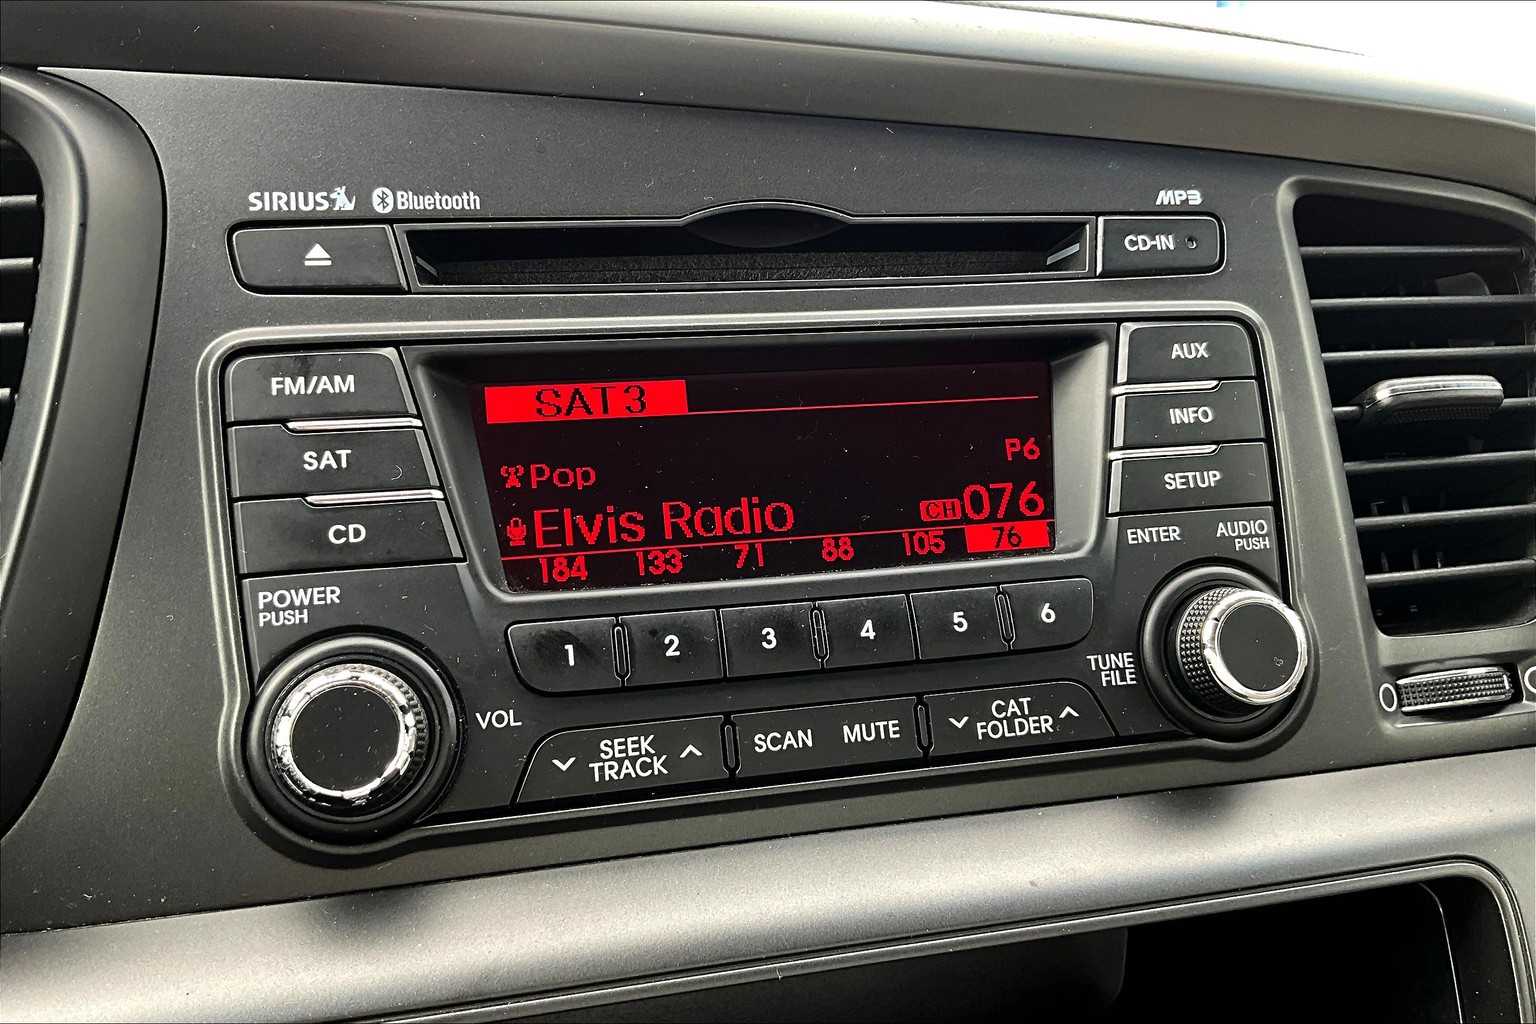 SIRIUS Bluetooth
MP3
CD-IN
FM/AM
SAT
CD
SAT3
P6
Pop
Elvis Radio CH 076
184 133 71 88 105 76
AUX
INFO
SETUP
ENTER
AUDIO
PUSH
POWER
PUSH
VOL
1 2 3 4 5 6
TUNE
FILE
SEEK
TRACK
SCAN MUTE
CAT
FOLDER
0